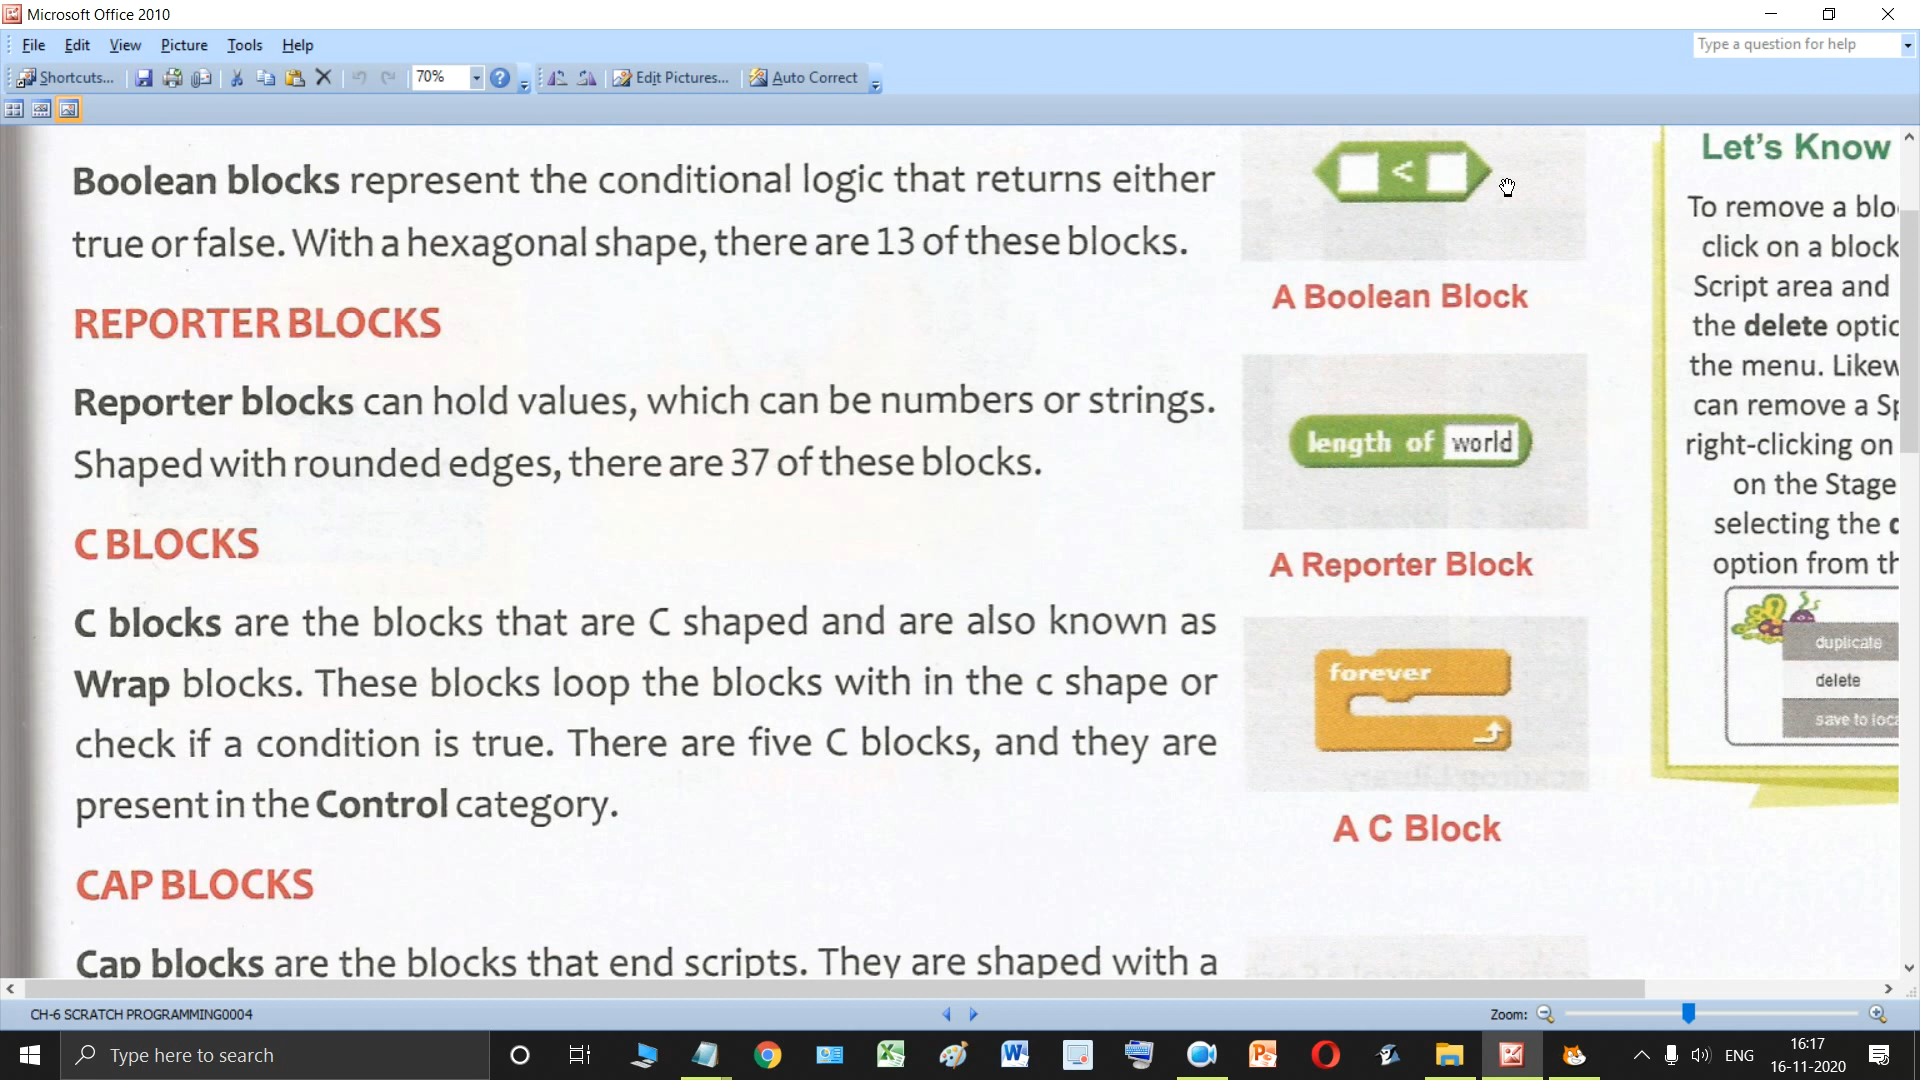 Microsoft Office 2010
File Edit View Picture Tools Help
Type a question for help
Shortcuts... 70% Edit Pictures... Auto Correct
Boolean blocks represent the conditional logic that returns either
true or false. With a hexagonal shape, there are 13 of these blocks.
<
A Boolean Block
REPORTER BLOCKS
Reporter blocks can hold values, which can be numbers or strings.
Shaped with rounded edges, there are 37 of these blocks.
length of world
A Reporter Block
C BLOCKS
C blocks are the blocks that are C shaped and are also known as
Wrap blocks. These blocks loop the blocks with in the c shape or
check if a condition is true. There are five C blocks, and they are
present in the Control category.
forever
A C Block
CAP BLOCKS
Cap blocks are the blocks that end scripts. They are shaped with a
Let's Know
To remove a blo
click on a block
Script area and
the delete optic
the menu. Likew
can remove a Sp
right-clicking on
on the Stage
selecting the
option from th
duplicate
delete
save to loca
CH-6 SCRATCH PROGRAMMING0004
Zoom:
Type here to search
ENG
16:17
16-11-2020